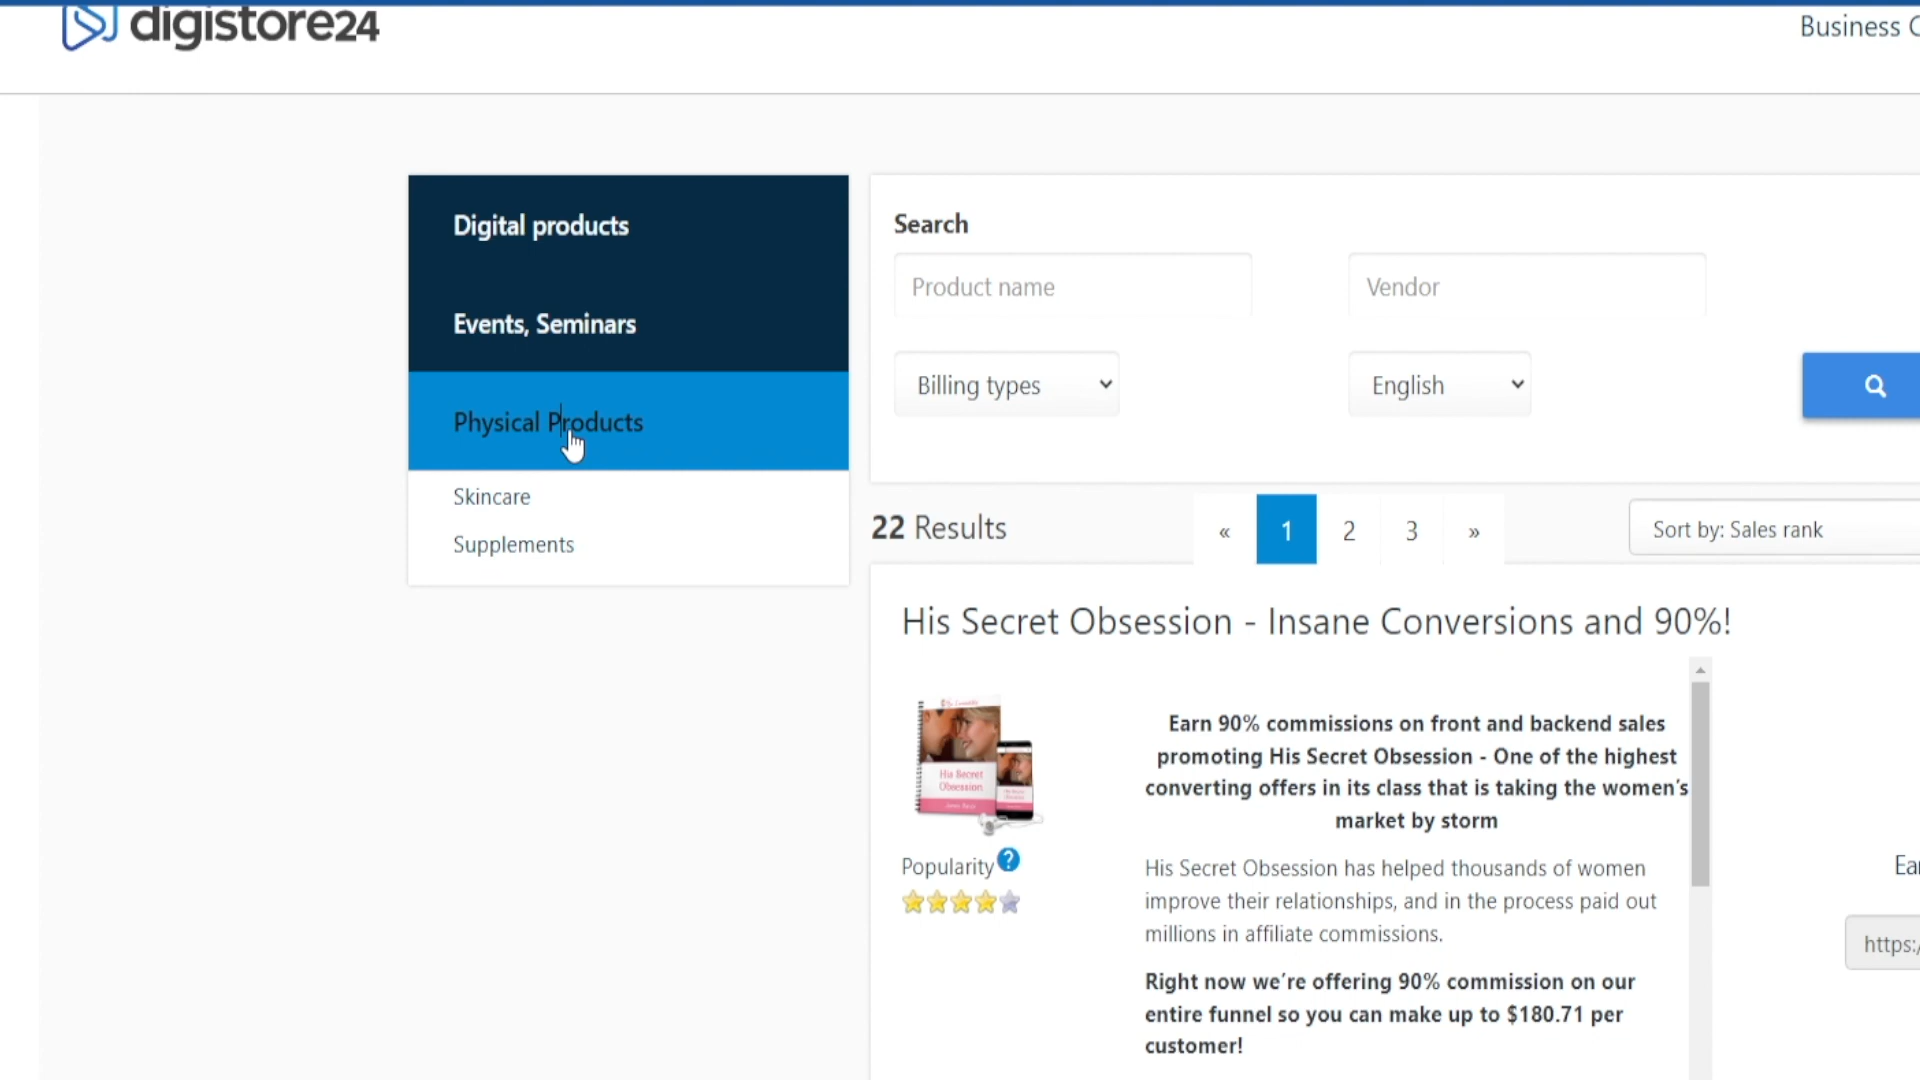 digistore24
Business
Digital products
Events, Seminars
Physical Products
Skincare
Supplements
Search
Product name
Vendor
Billing types
English
22 Results
« 1 2 3 »
Sort by: Sales rank
His Secret Obsession - Insane Conversions and 90%!
His Secret
Obsession
Earn 90% commissions on front and backend sales
promoting His Secret Obsession - One of the highest
converting offers in its class that is taking the women's
market by storm
Popularity ?
His Secret Obsession has helped thousands of women
improve their relationships, and in the process paid out
millions in affiliate commissions.
https:/
Right now we're offering 90% commission on our
entire funnel so you can make up to $180.71 per
customer!